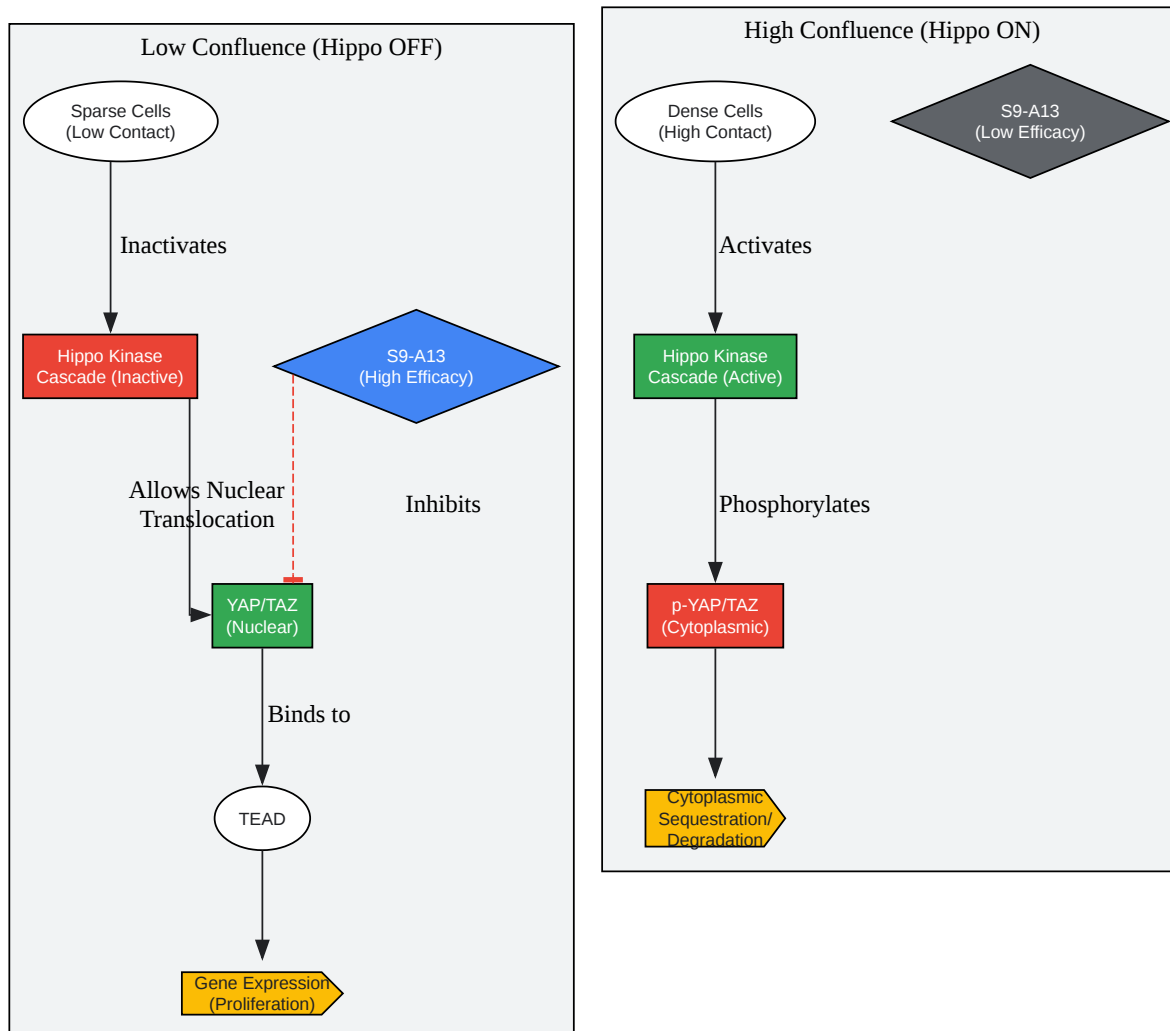 Low Confluence (Hippo OFF)
Sparse Cells
(Low Contact)
Inactivates
Hippo Kinase
Cascade (Inactive)
S9-A13
(High Efficacy)
Allows Nuclear
Translocation
Inhibits
YAP/TAZ
(Nuclear)
Binds to
TEAD
Gene Expression
(Proliferation)
High Confluence (Hippo ON)
Dense Cells
(High Contact)
S9-A13
(Low Efficacy)
Activates
Hippo Kinase
Cascade (Active)
Phosphorylates
p-YAP/TAZ
(Cytoplasmic)
Cytoplasmic
Sequestration/
Degradation